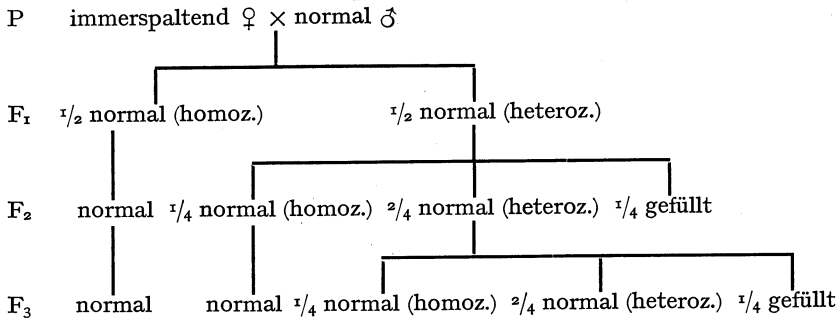 P immerspaltend ♀ × normal ♂
F₁ ¹/₂ normal (homoz.) ¹/₂ normal (heteroz.)
F₂ normal ¹/₄ normal (homoz.) ²/₄ normal (heteroz.) ¹/₄ gefüllt
F₃ normal normal ¹/₄ normal (homoz.) ²/₄ normal (heteroz.) ¹/₄ gefüllt